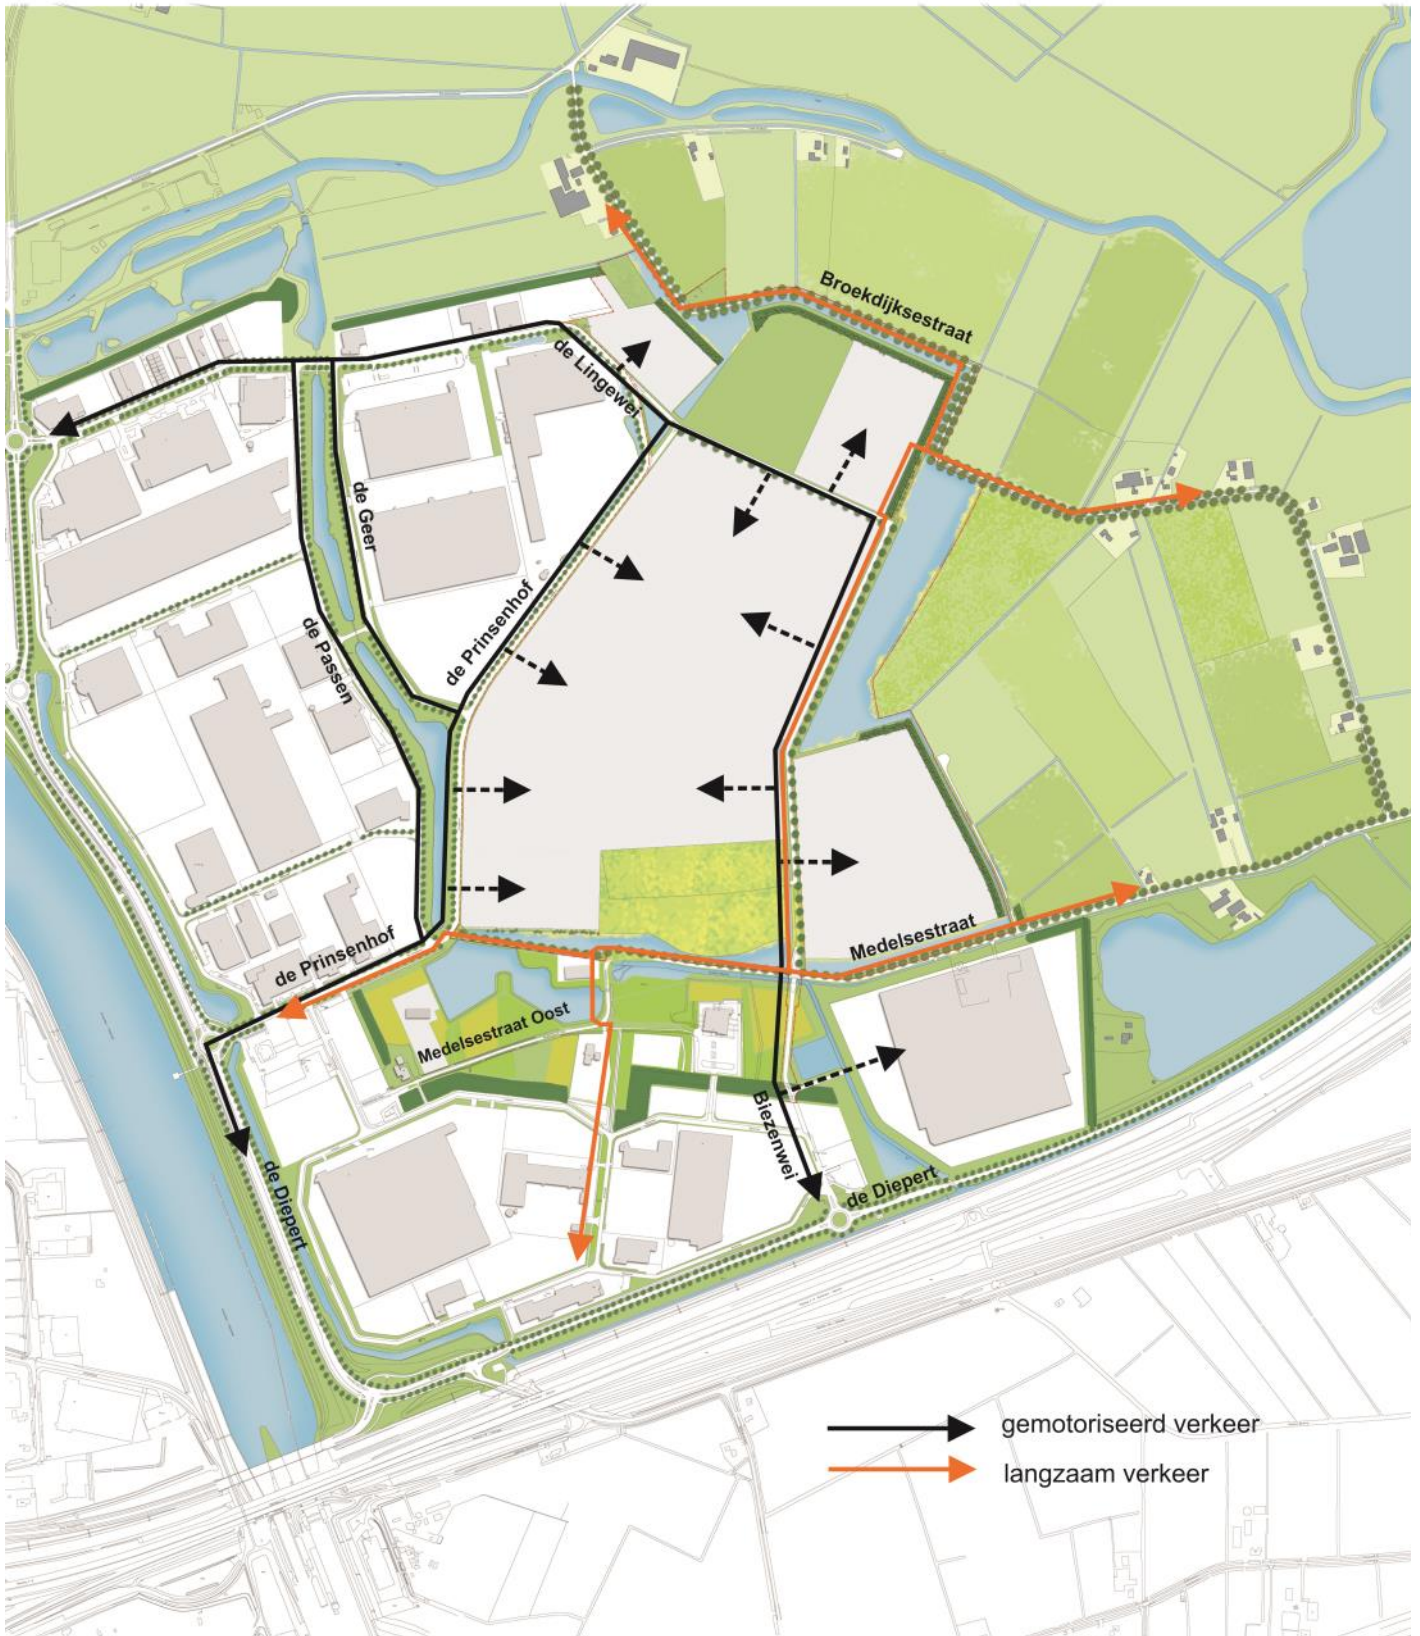 Broekdijksestraat
de Lingewei
de Geer
de Prinsenhof
de Passen
Medelsestraat
de Prinsenhof
Medelsestraat Oost
Biezenwei
de Diepert
de Diepert
gemotoriseerd verkeer
langzaam verkeer